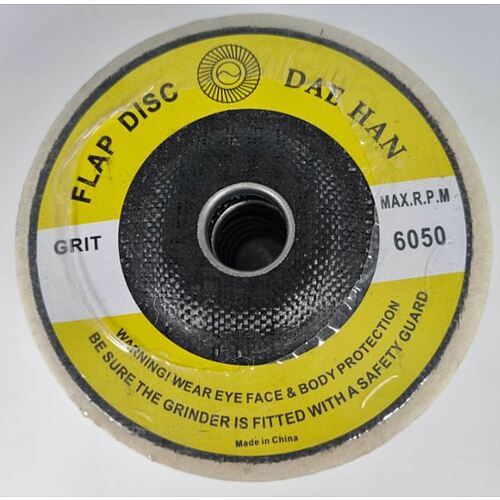 FLAP DISC
DAE HAN
GRIT
MAX.R.P.M
6050
WARNING! WEAR EYE FACE & BODY PROTECTION
BE SURE THE GRINDER IS FITTED WITH A SAFETY GUARD
Made in China